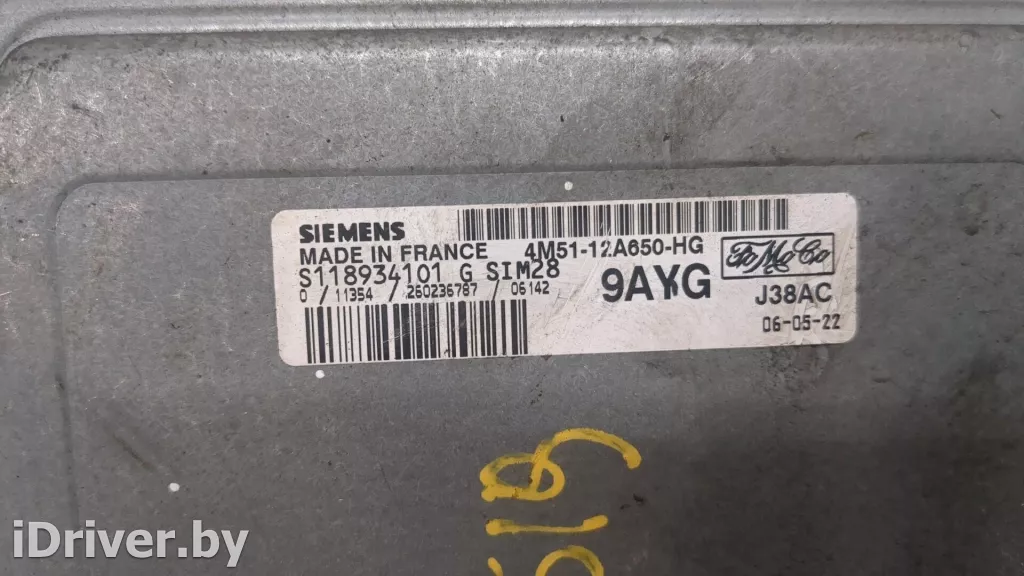 SIEMENS
MADE IN FRANCE 4M51-12A650-HG
S118934101 G SIM28
0 / 11354 / 260236787 / 06142
9AYG
FoMoCo
J38AC
06-05-22
iDriver.by